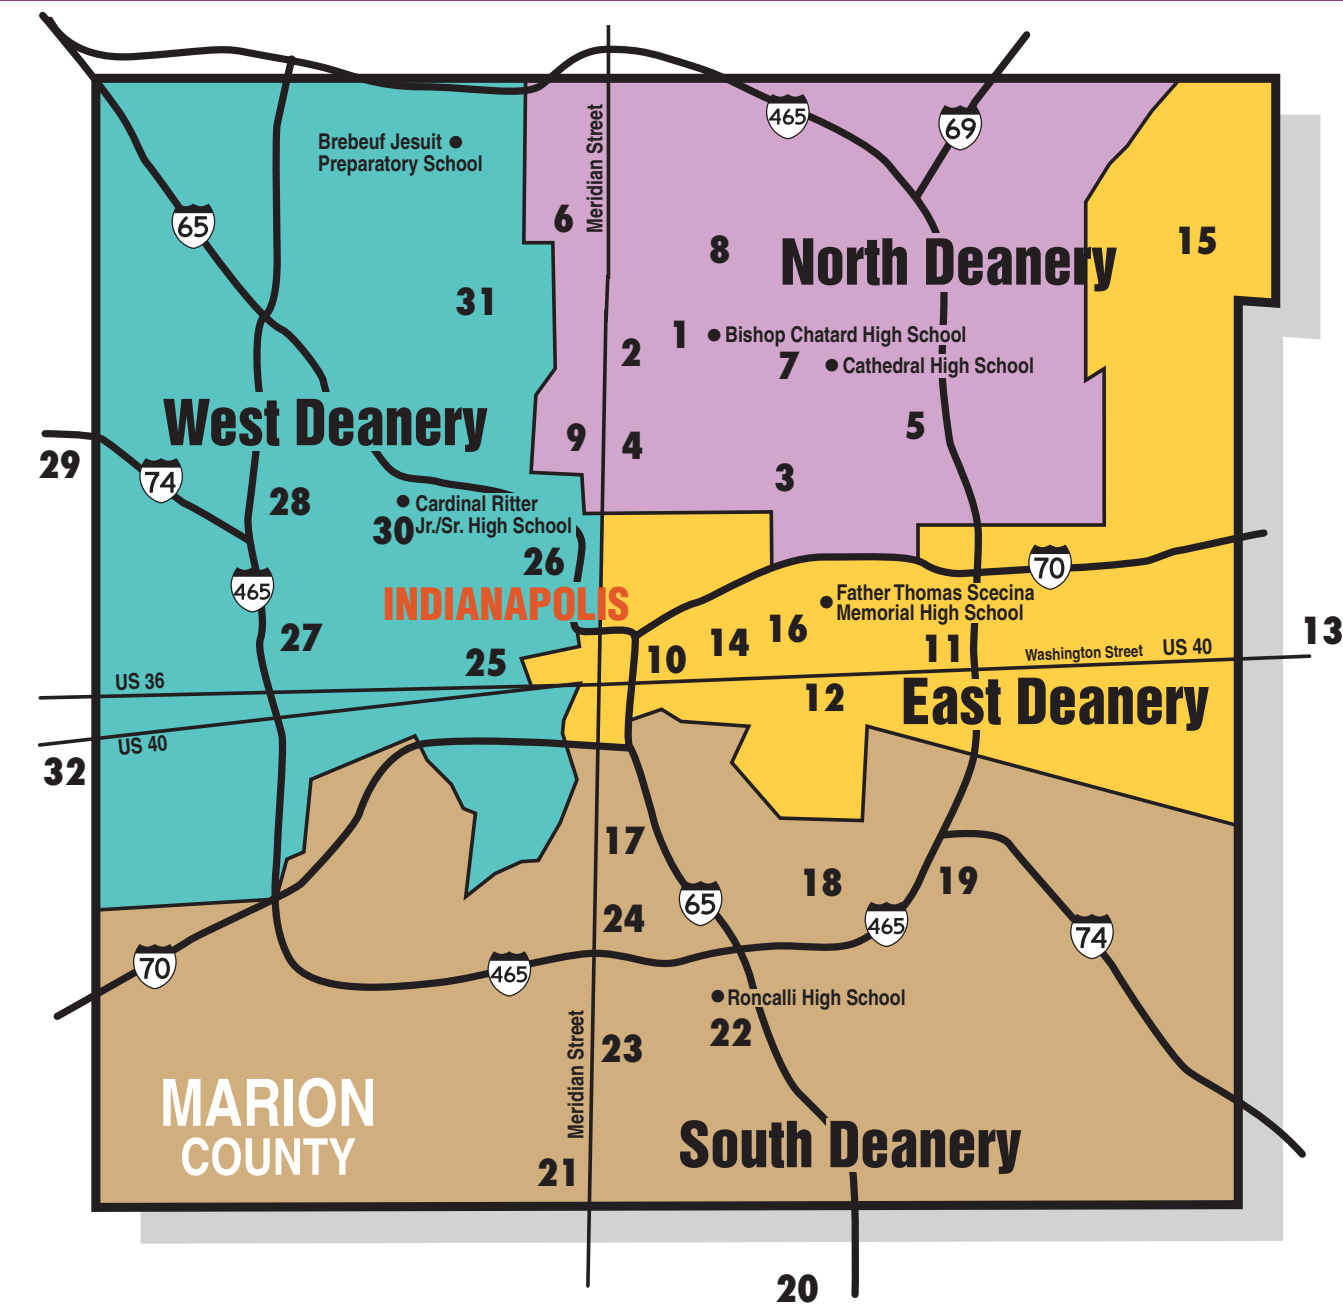 465
69
Meridian Street
Brebeuf Jesuit
Preparatory School
65
6
8
15
North Deanery
31
1
Bishop Chatard High School
2
7
Cathedral High School
West Deanery
5
9
4
29
74
3
28
Cardinal Ritter
30
Jr./Sr. High School
26
70
465
INDIANAPOLIS
Father Thomas Scecina
Memorial High School
16
14
13
27
25
10
11
Washington Street
US 40
US 36
12
East Deanery
US 40
32
17
18
19
65
24
465
74
70
465
Roncalli High School
22
23
Meridian Street
MARION
COUNTY
South Deanery
21
20